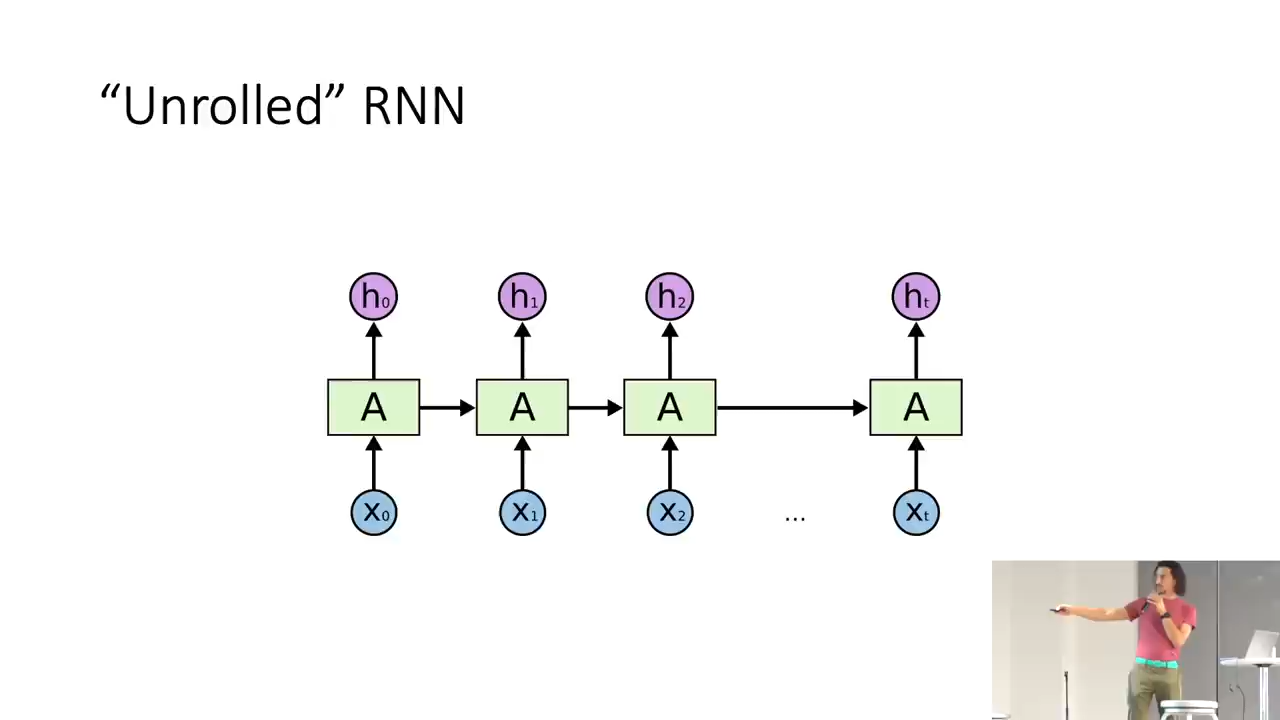 “Unrolled” RNN
h₀ h₁ h₂ hₜ
A A A A
x₀ x₁ x₂ ... xₜ